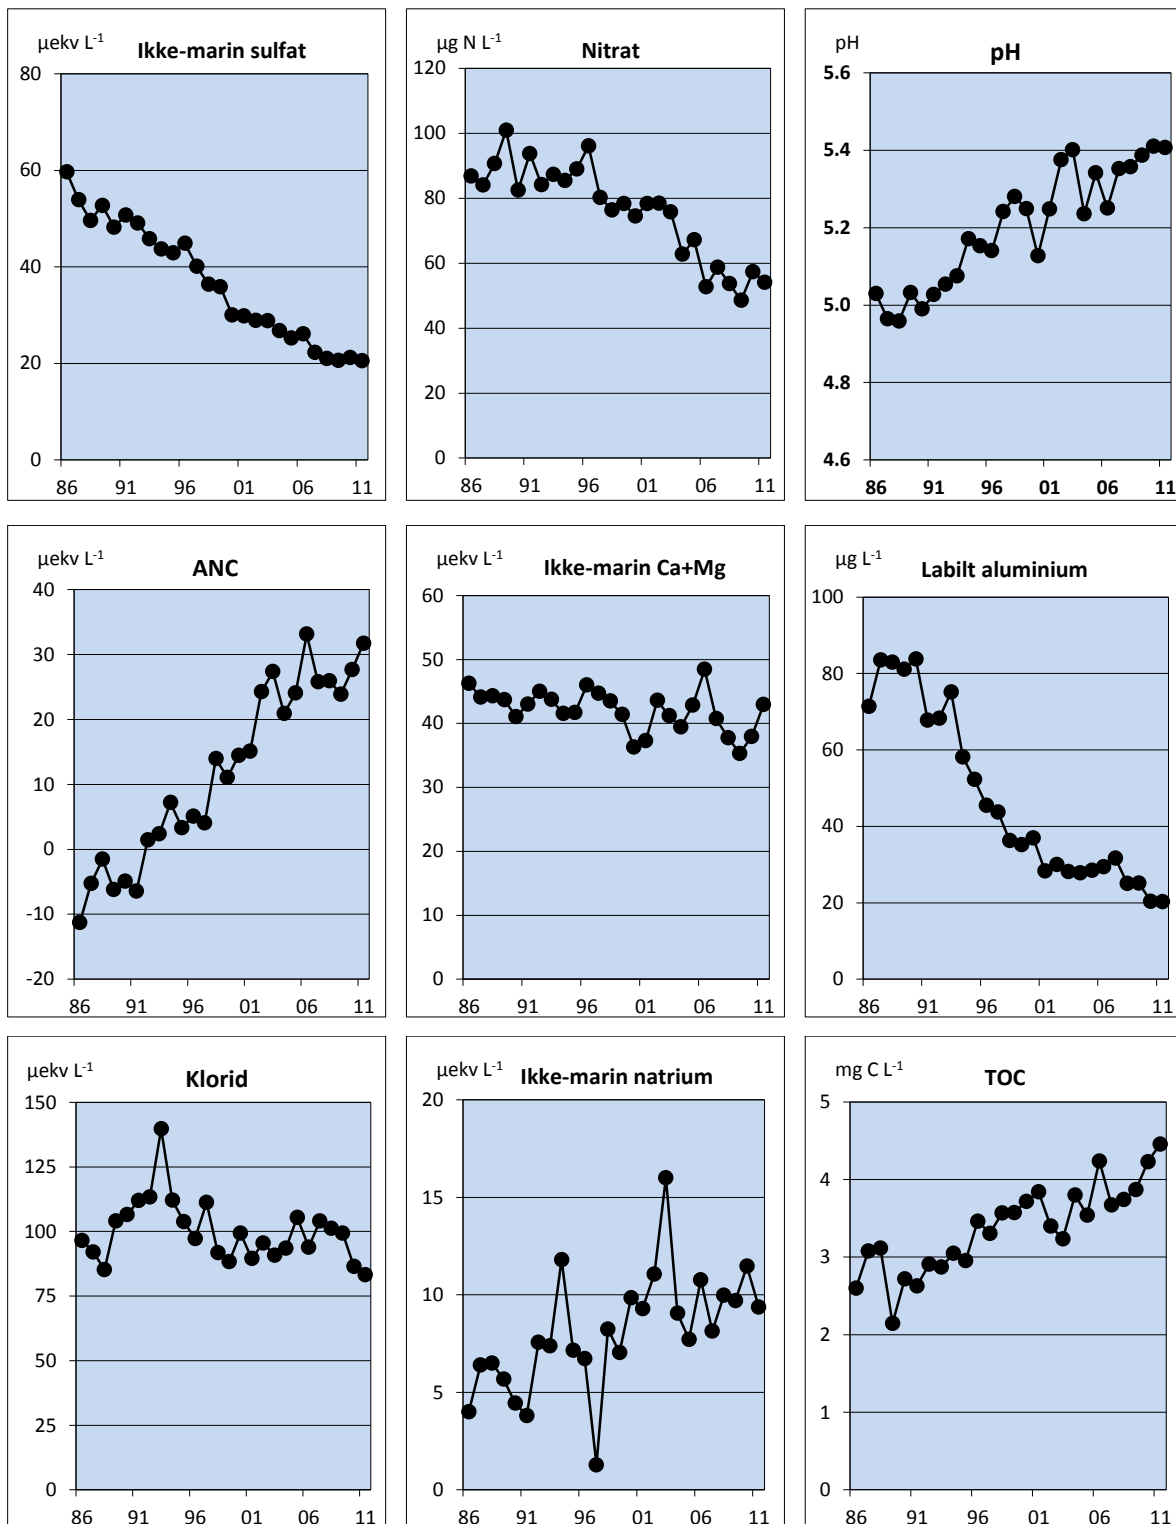 µekv L-1
Ikke-marin sulfat
80
60
40
20
0
86 91 96 01 06 11
µg N L-1
Nitrat
120
100
80
60
40
20
0
86 91 96 01 06 11
pH
pH
5.6
5.4
5.2
5.0
4.8
4.6
86 91 96 01 06 11
µekv L-1
ANC
40
30
20
10
0
-10
-20
86 91 96 01 06 11
µekv L-1
Ikke-marin Ca+Mg
60
50
40
30
20
10
0
86 91 96 01 06 11
µg L-1
Labilt aluminium
100
80
60
40
20
0
86 91 96 01 06 11
µekv L-1
Klorid
150
125
100
75
50
25
0
86 91 96 01 06 11
µekv L-1
Ikke-marin natrium
20
15
10
5
0
86 91 96 01 06 11
mg C L-1
TOC
5
4
3
2
1
0
86 91 96 01 06 11